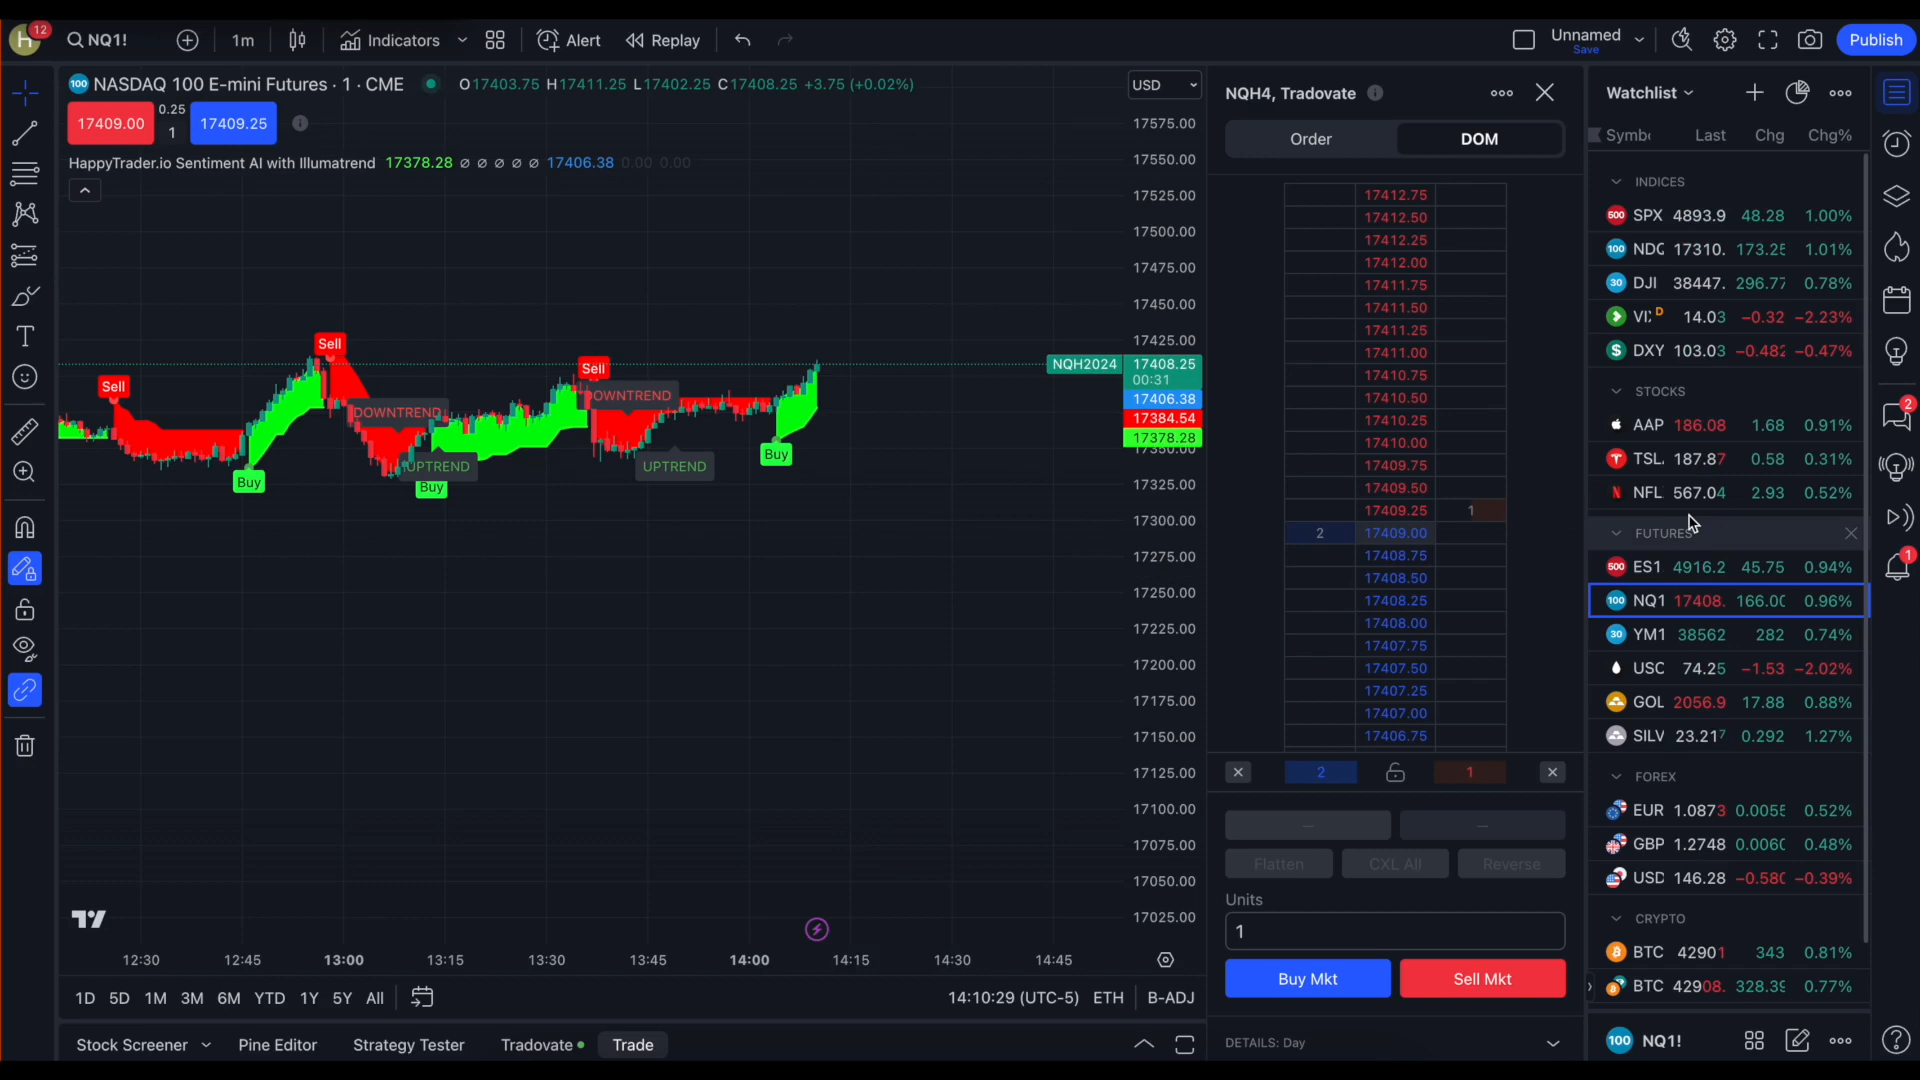 H 12 NQ1! 1m Indicators Alert Replay Unnamed Save Publish
100 NASDAQ 100 E-mini Futures · 1 · CME O17403.75 H17411.25 L17402.25 C17408.25 +3.75 (+0.02%)
17409.00 0.25 1 17409.25
HappyTrader.io Sentiment AI with Illumatrend 17378.28 ∅ ∅ ∅ ∅ ∅ 17406.38 0.00 0.00
Sell
Sell
Sell
DOWNTREND
DOWNTREND
UPTREND
UPTREND
Buy
Buy
Buy
USD
17575.00
17550.00
17525.00
17500.00
17475.00
17450.00
17425.00
NQH2024 17408.25
00:31
17406.38
17384.54
17378.28
17350.00
17325.00
17300.00
17275.00
17250.00
17225.00
17200.00
17175.00
17150.00
17125.00
17100.00
17075.00
17050.00
17025.00
12:30 12:45 13:00 13:15 13:30 13:45 14:00 14:15 14:30 14:45
1D 5D 1M 3M 6M YTD 1Y 5Y All 14:10:29 (UTC-5) ETH B-ADJ
Stock Screener Pine Editor Strategy Tester Tradovate Trade
NQH4, Tradovate
Order DOM
17412.75
17412.50
17412.25
17412.00
17411.75
17411.50
17411.25
17411.00
17410.75
17410.50
17410.25
17410.00
17409.75
17409.50
17409.25 1
2 17409.00
17408.75
17408.50
17408.25
17408.00
17407.75
17407.50
17407.25
17407.00
17406.75
2 1
— —
Flatten CXL All Reverse
Units
1
Buy Mkt Sell Mkt
DETAILS: Day
Watchlist
Symbo Last Chg Chg%
INDICES
500 SPX 4893.9 48.28 1.00%
100 NDC 17310. 173.25 1.01%
30 DJI 38447. 296.77 0.78%
VI: D 14.03 −0.32 −2.23%
$ DXY 103.03 −0.482 −0.47%
STOCKS
AAP 186.08 1.68 0.91%
TSL. 187.87 0.58 0.31%
N NFL 567.04 2.93 0.52%
FUTURES
500 ES1 4916.2 45.75 0.94%
100 NQ1 17408. 166.00 0.96%
30 YM1 38562 282 0.74%
USC 74.25 −1.53 −2.02%
GOL 2056.9 17.88 0.88%
SILV 23.217 0.292 1.27%
FOREX
EUR 1.0873 0.0055 0.52%
GBP 1.2748 0.0060 0.48%
USD 146.28 −0.580 −0.39%
CRYPTO
BTC 42901 343 0.81%
BTC 42908. 328.39 0.77%
100 NQ1!
2
1